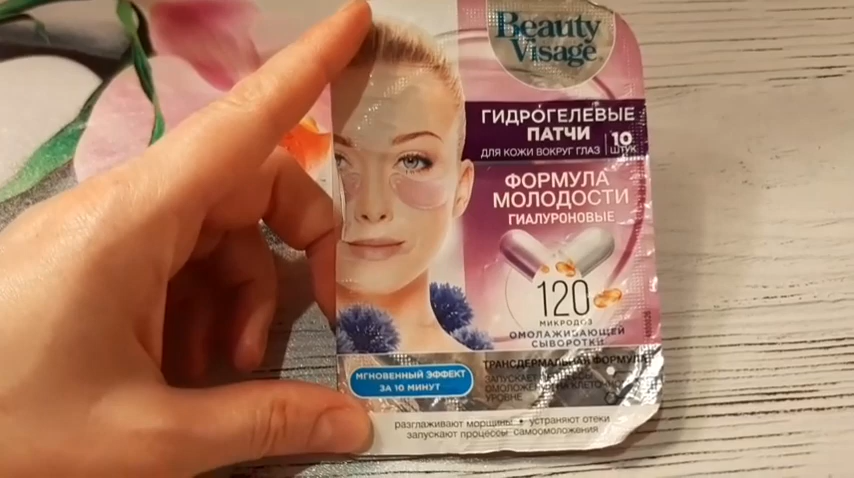 Beauty
Visage
ГИДРОГЕЛЕВЫЕ
ПАТЧИ
ДЛЯ КОЖИ ВОКРУГ ГЛАЗ
10
ШТУК
ФОРМУЛА
МОЛОДОСТИ
ГИАЛУРОНОВЫЕ
120
МИКРОДОЗ
ОМОЛАЖИВАЮЩЕЙ
СЫВОРОТКИ
МГНОВЕННЫЙ ЭФФЕКТ
ЗА 10 МИНУТ
ТРАНСДЕРМАЛЬНАЯ ФОРМУЛА
ЗАПУСКАЕТ
ОМОЛОЖЕНИЯ НА КЛЕТОЧНОМ
УРОВНЕ
разглаживают морщины • устраняют отеки
запускают процессы самоомоложения